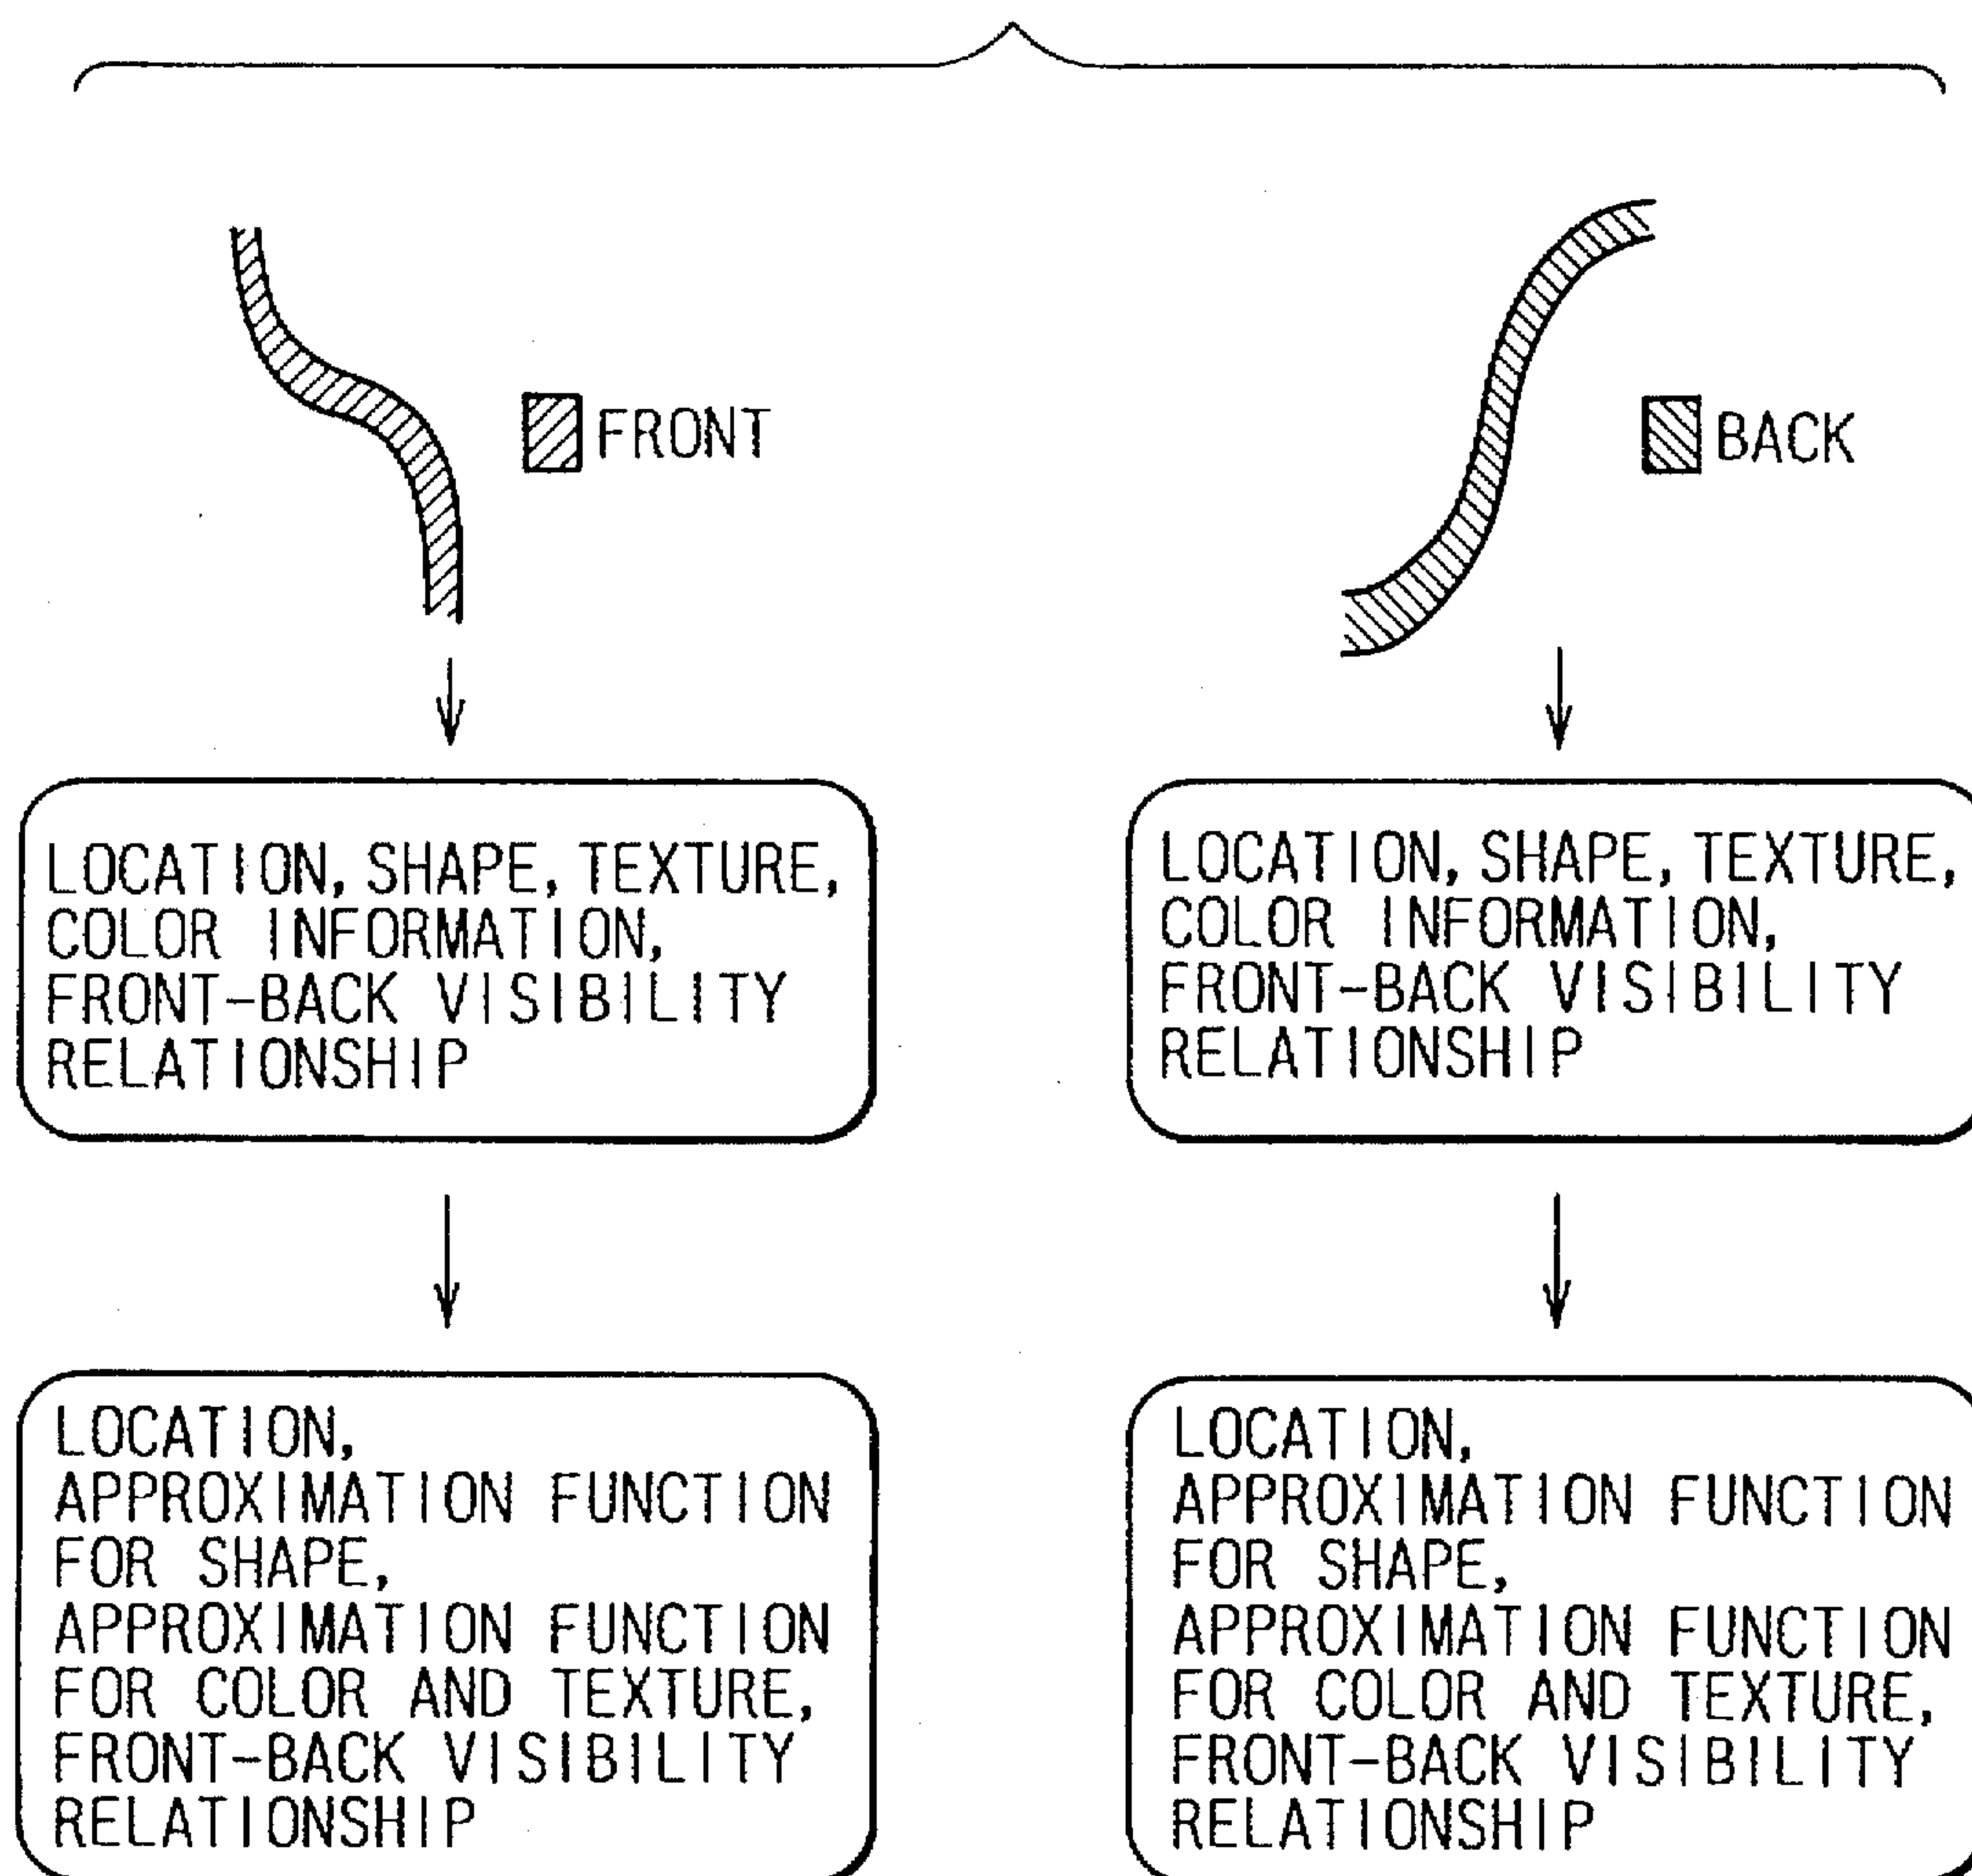 FRONT
LOCATION, SHAPE, TEXTURE,
COLOR INFORMATION,
FRONT-BACK VISIBILITY
RELATIONSHIP
LOCATION,
APPROXIMATION FUNCTION
FOR SHAPE,
APPROXIMATION FUNCTION
FOR COLOR AND TEXTURE,
FRONT-BACK VISIBILITY
RELATIONSHIP
BACK
LOCATION, SHAPE, TEXTURE,
COLOR INFORMATION,
FRONT-BACK VISIBILITY
RELATIONSHIP
LOCATION,
APPROXIMATION FUNCTION
FOR SHAPE,
APPROXIMATION FUNCTION
FOR COLOR AND TEXTURE,
FRONT-BACK VISIBILITY
RELATIONSHIP